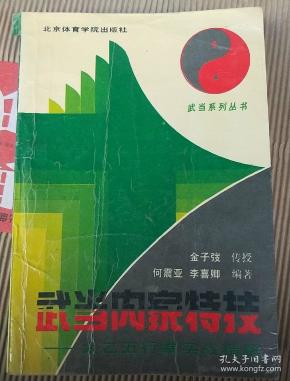 北京体育学院出版社
武当系列丛书
金子弢 传授
何震亚 李喜卿 编著
武当内家特技
孔夫子旧书网